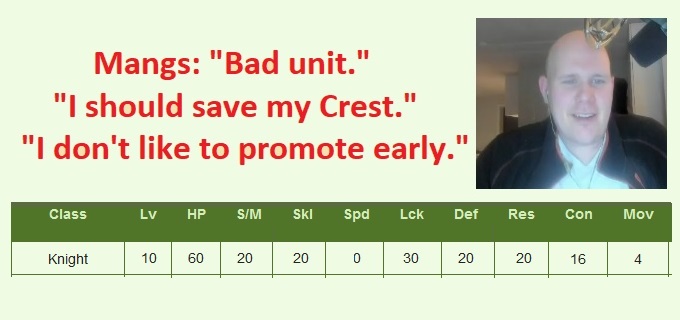 Mangs: "Bad unit."
"I should save my Crest."
"I don't like to promote early."
Class Lv HP S/M Skl Spd Lck Def Res Con Mov
Knight 10 60 20 20 0 30 20 20 16 4